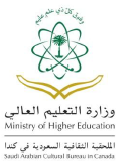 وزارة التعليم العالي
Ministry of Higher Education
الملحقية الثقافية السعودية في كندا
Saudi Arabian Cultural Bureau in Canada